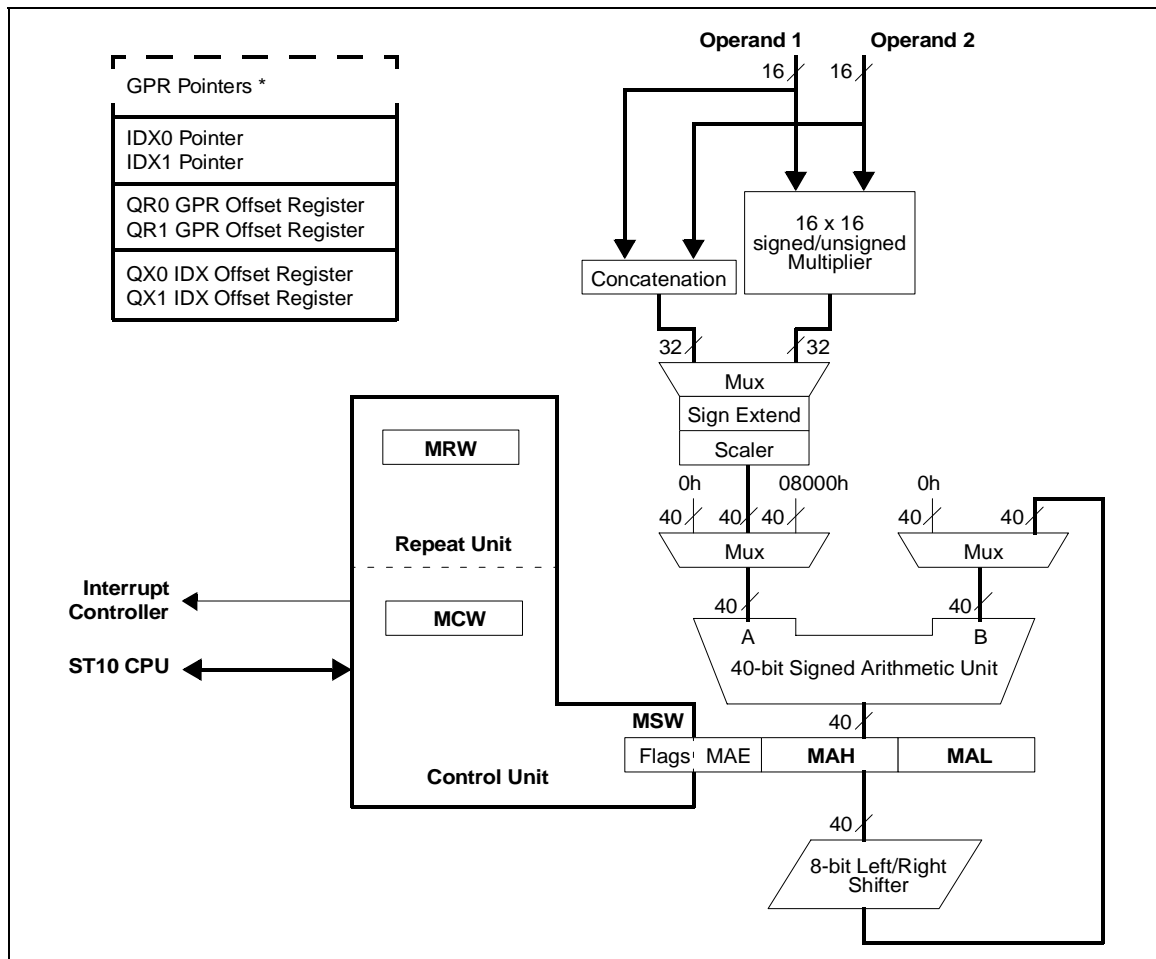 Operand 1 Operand 2
16 16
GPR Pointers *
IDX0 Pointer
IDX1 Pointer
QR0 GPR Offset Register
QR1 GPR Offset Register
QX0 IDX Offset Register
QX1 IDX Offset Register
16 x 16
signed/unsigned
Multiplier
Concatenation
32 32
Mux
Sign Extend
Scaler
0h 08000h 0h
40 40 40 40 40
Mux Mux
40 40
A B
40-bit Signed Arithmetic Unit
MRW
Repeat Unit
Interrupt
Controller
MCW
ST10 CPU
40
MSW
Flags MAE MAH MAL
Control Unit
40
8-bit Left/Right
Shifter